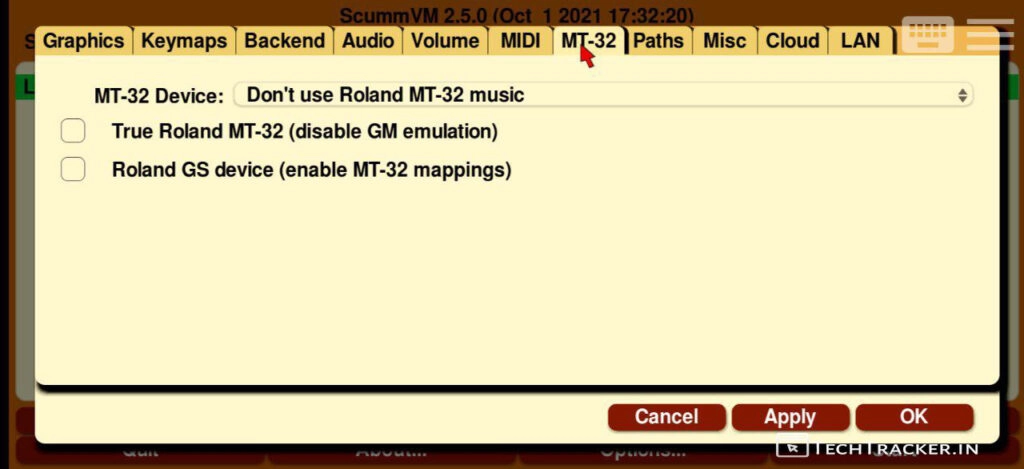 ScummVM 2.5.0 (Oct 1 2021 17:32:20)
Graphics Keymaps Backend Audio Volume MIDI MT-32 Paths Misc Cloud LAN
MT-32 Device: Don't use Roland MT-32 music
True Roland MT-32 (disable GM emulation)
Roland GS device (enable MT-32 mappings)
Cancel Apply OK
Quit About... Options...
TECHTRACKER.IN